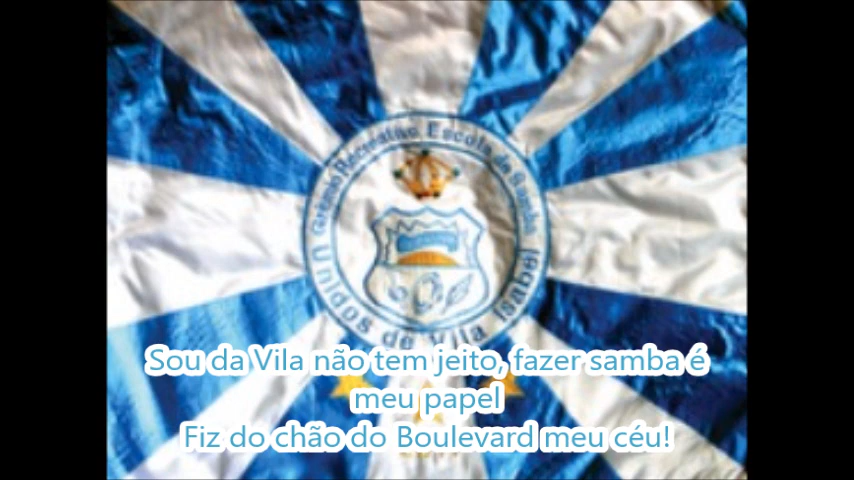 Grêmio Recreativo Escola de Samba
Unidos de Vila Isabel
Sou da Vila não tem jeito, fazer samba é
meu papel
Fiz do chão do Boulevard meu céu!